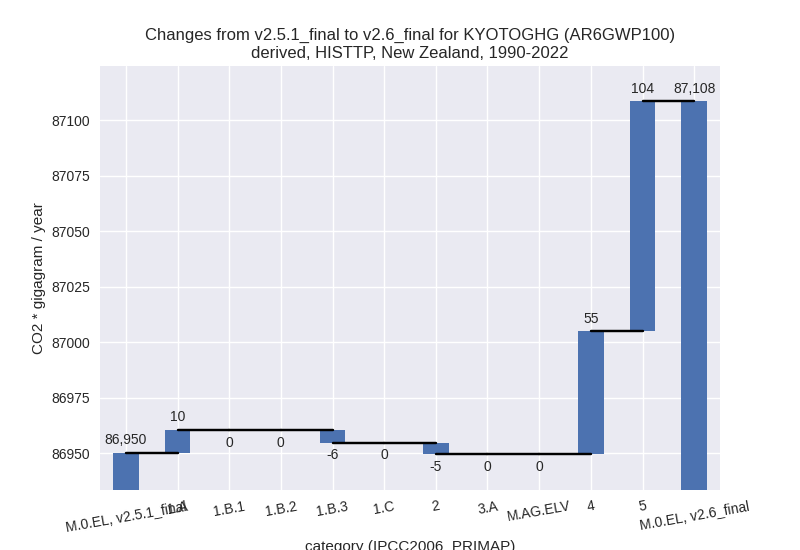 Changes from v2.5.1_final to v2.6_final for KYOTOGHG (AR6GWP100)
derived, HISTTP, New Zealand, 1990-2022
CO2 * gigagram / year
87100
87075
87050
87025
87000
86975
86950
86,950
10
0
0
-6
0
-5
0
0
55
104
87,108
M.0.EL, v2.5.1_final
1.A
1.B.1
1.B.2
1.B.3
1.C
2
3.A
M.AG.ELV
4
5
M.0.EL, v2.6_final
category (IPCC2006_PRIMAP)